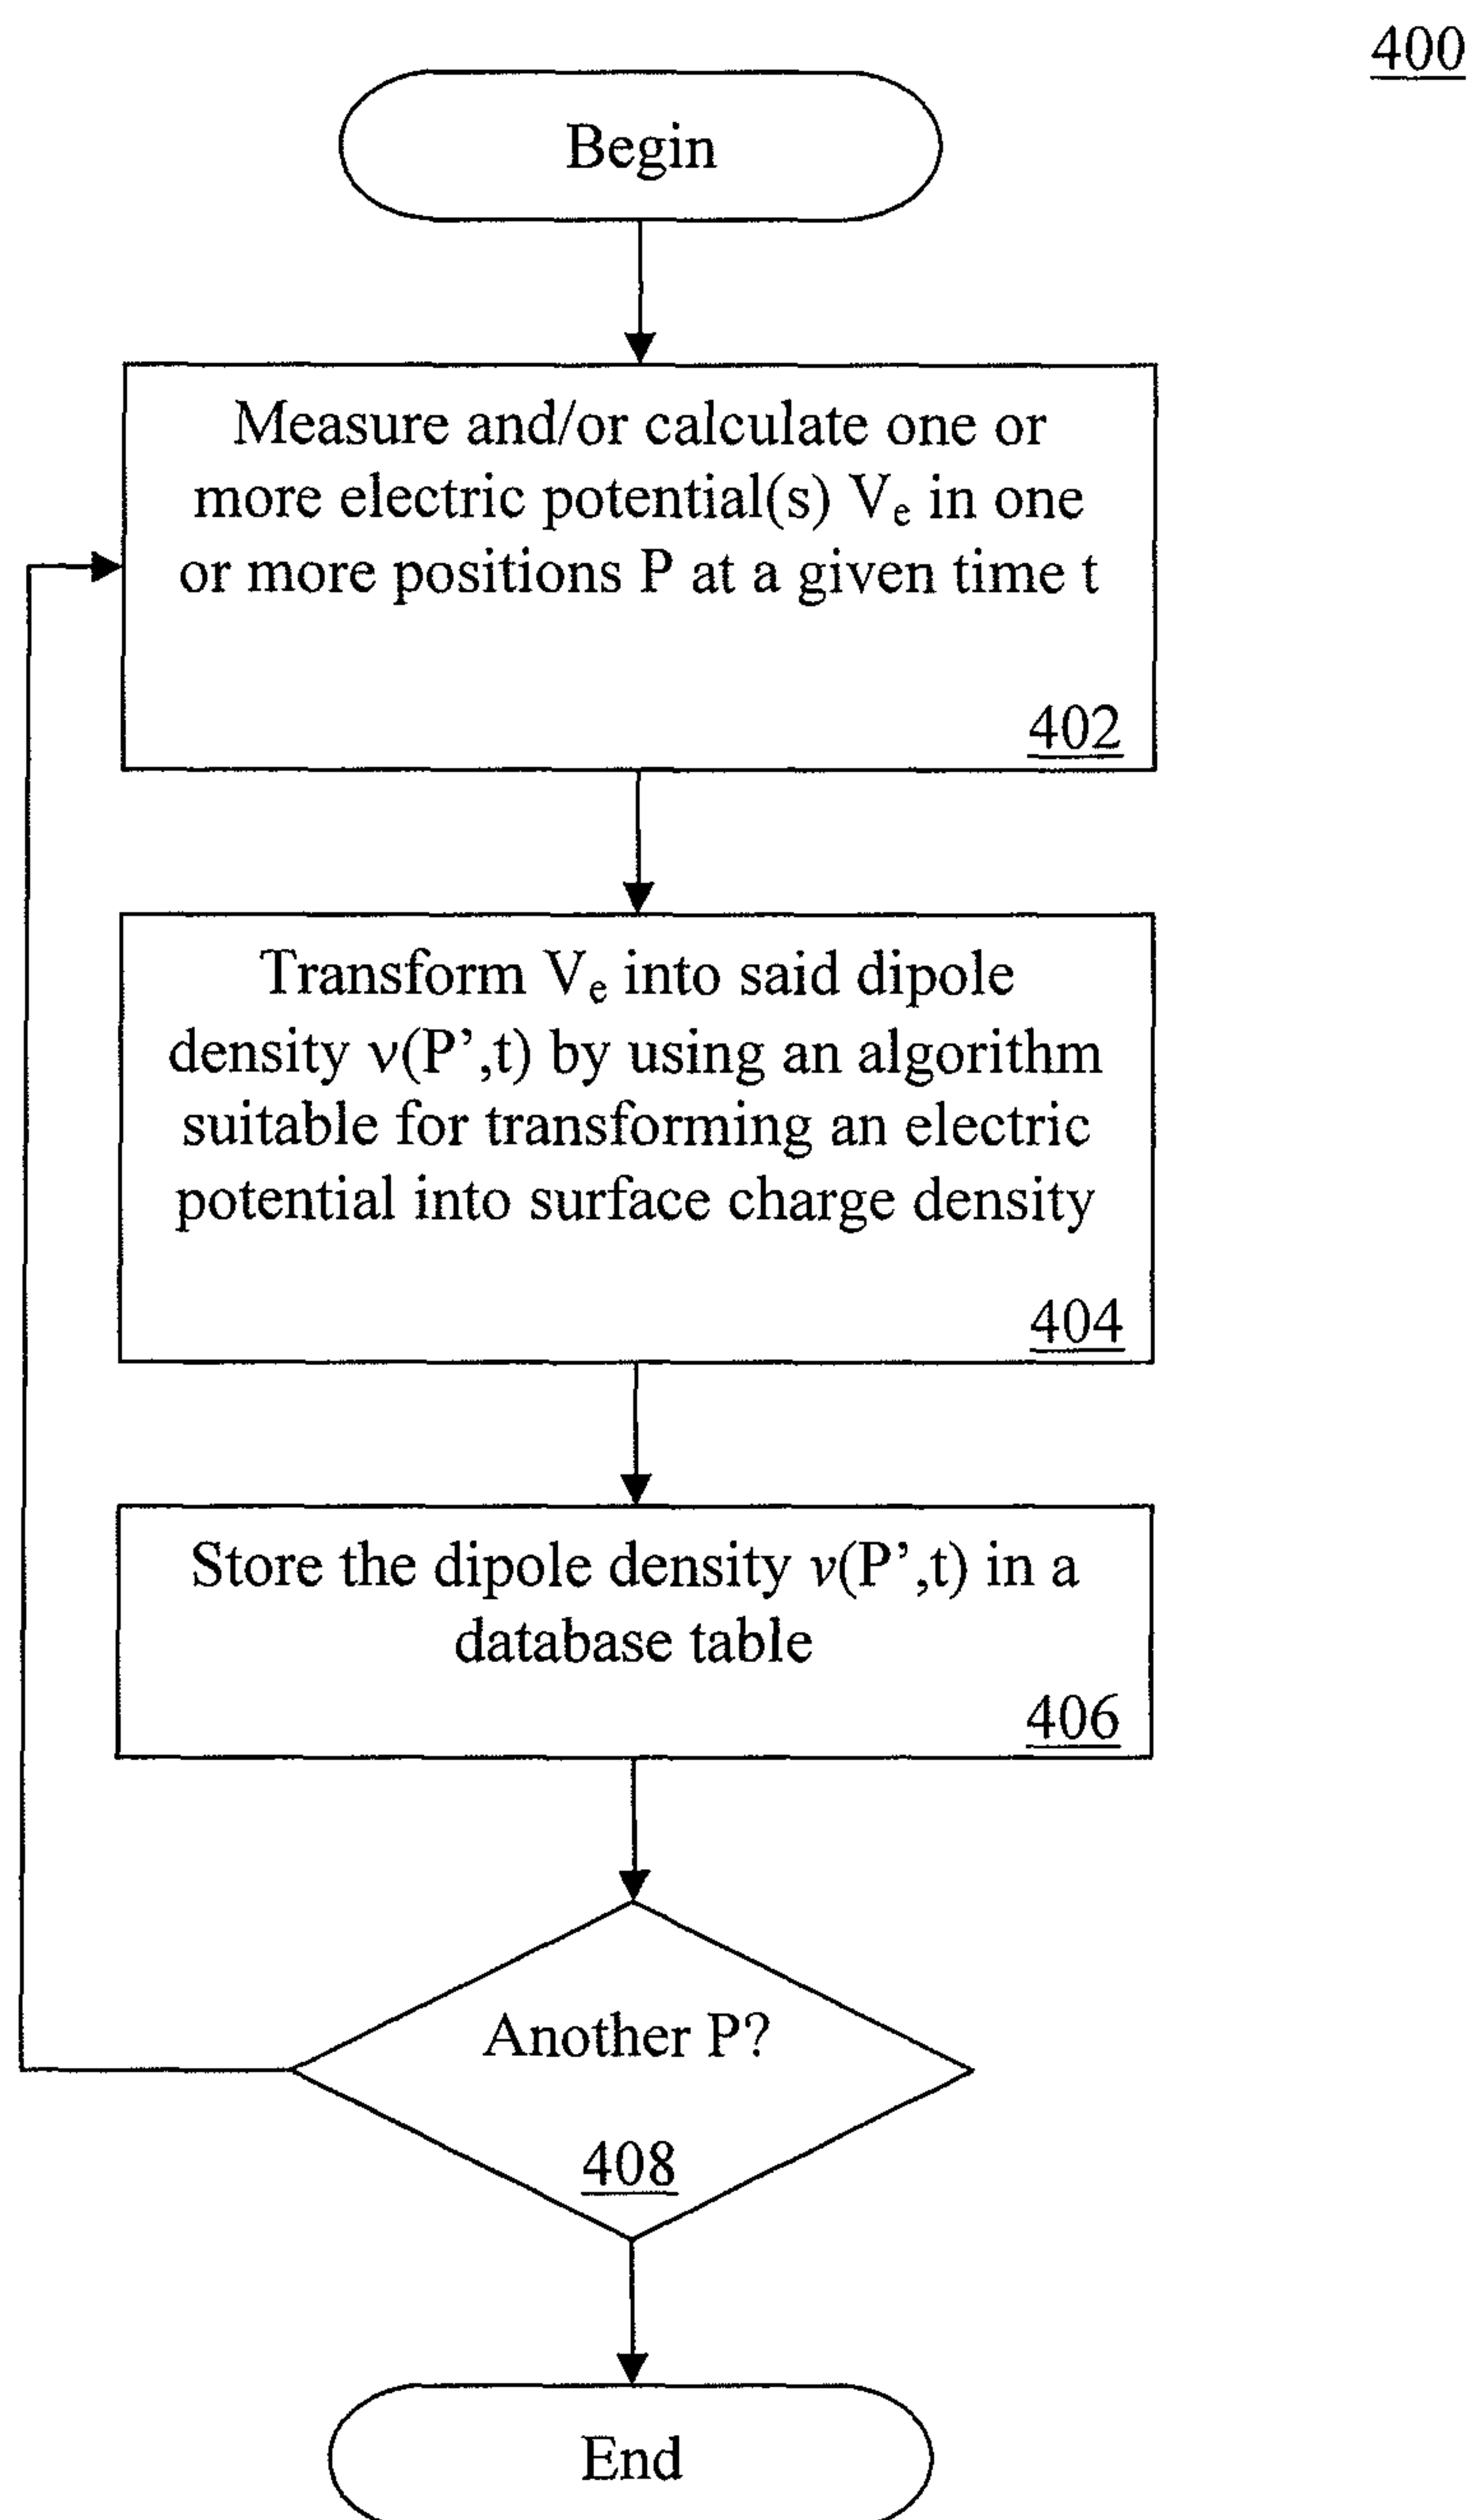 400
Begin
Measure and/or calculate one or
more electric potential(s) Vₑ in one
or more positions P at a given time t
402
Transform Vₑ into said dipole
density ν(P’,t) by using an algorithm
suitable for transforming an electric
potential into surface charge density
404
Store the dipole density ν(P’,t) in a
database table
406
Another P?
408
End